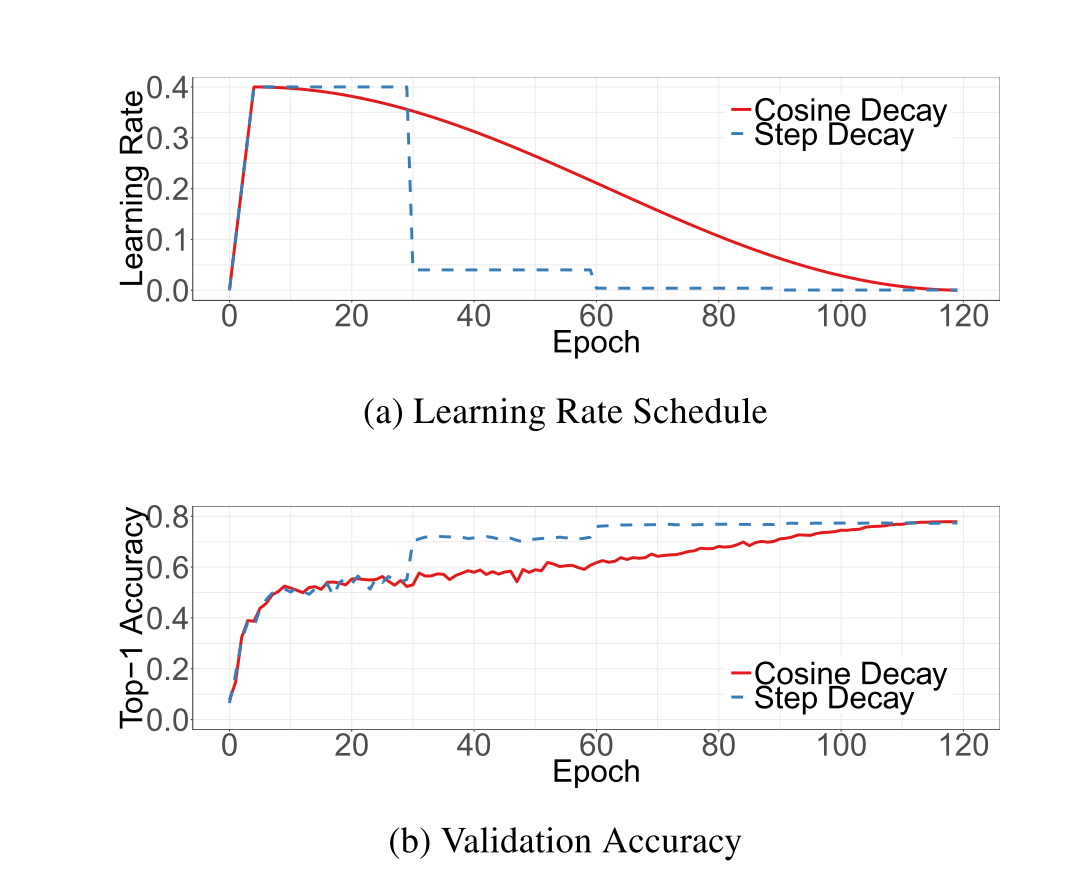 Learning Rate
0.4
0.3
0.2
0.1
0.0
Cosine Decay
Step Decay
0 20 40 60 80 100 120
Epoch
(a) Learning Rate Schedule
Top−1 Accuracy
0.8
0.6
0.4
0.2
0.0
Cosine Decay
Step Decay
0 20 40 60 80 100 120
Epoch
(b) Validation Accuracy